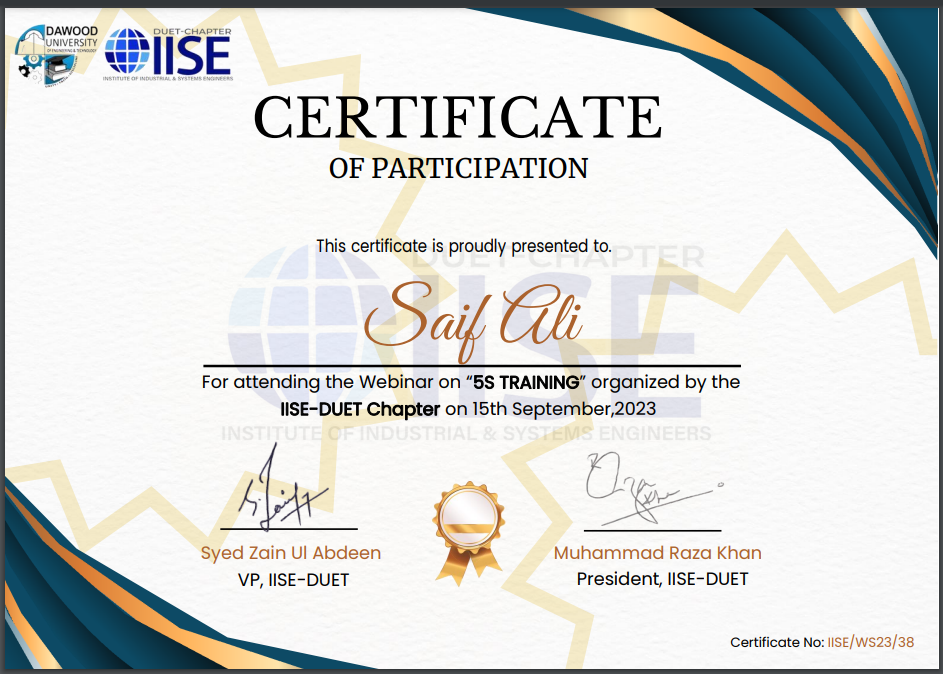 DAWOOD
UNIVERSITY
OF ENGINEERING & TECHNOLOGY
DUET-CHAPTER
IISE
INSTITUTE OF INDUSTRIAL & SYSTEMS ENGINEERS
CERTIFICATE
OF PARTICIPATION
This certificate is proudly presented to.
DUET-CHAPTER
IISE
Saif Ali
For attending the Webinar on “5S TRAINING” organized by the
IISE-DUET Chapter on 15th September,2023
INSTITUTE OF INDUSTRIAL & SYSTEMS ENGINEERS
Syed Zain Ul Abdeen
VP, IISE-DUET
Muhammad Raza Khan
President, IISE-DUET
Certificate No: IISE/WS23/38